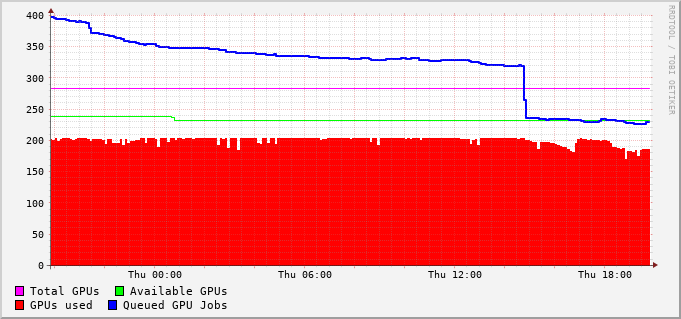 400
350
300
250
200
150
100
50
0
Thu 00:00 Thu 06:00 Thu 12:00 Thu 18:00
Total GPUs Available GPUs
GPUs used Queued GPU Jobs
RRDTOOL / TOBI OETIKER